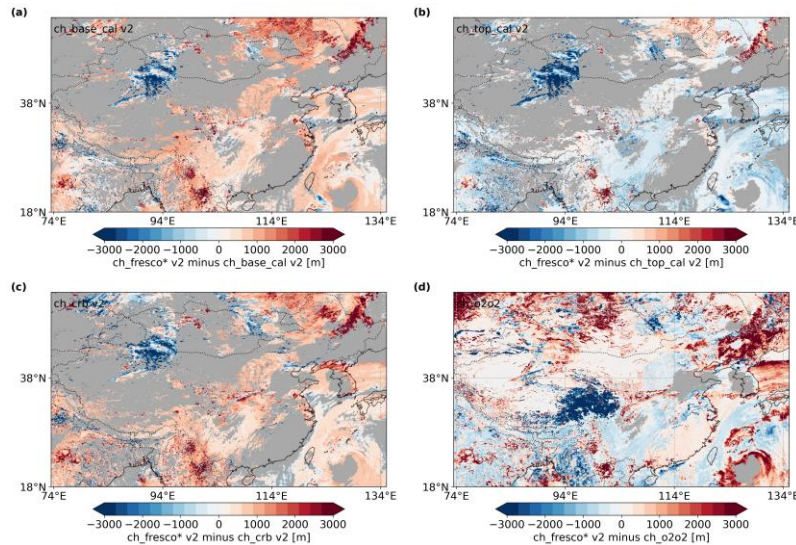 (a)
ch_base_cal v2
38°N
18°N
74°E 94°E 114°E 134°E
−3000 −2000 −1000 0 1000 2000 3000
ch_fresco* v2 minus ch_base_cal v2 [m]
(b)
ch_top_cal v2
38°N
18°N
74°E 94°E 114°E 134°E
−3000 −2000 −1000 0 1000 2000 3000
ch_fresco* v2 minus ch_top_cal v2 [m]
(c)
ch_crb v2
38°N
18°N
74°E 94°E 114°E 134°E
−3000 −2000 −1000 0 1000 2000 3000
ch_fresco* v2 minus ch_crb v2 [m]
(d)
ch_o2o2
38°N
18°N
74°E 94°E 114°E 134°E
−3000 −2000 −1000 0 1000 2000 3000
ch_fresco* v2 minus ch_o2o2 [m]